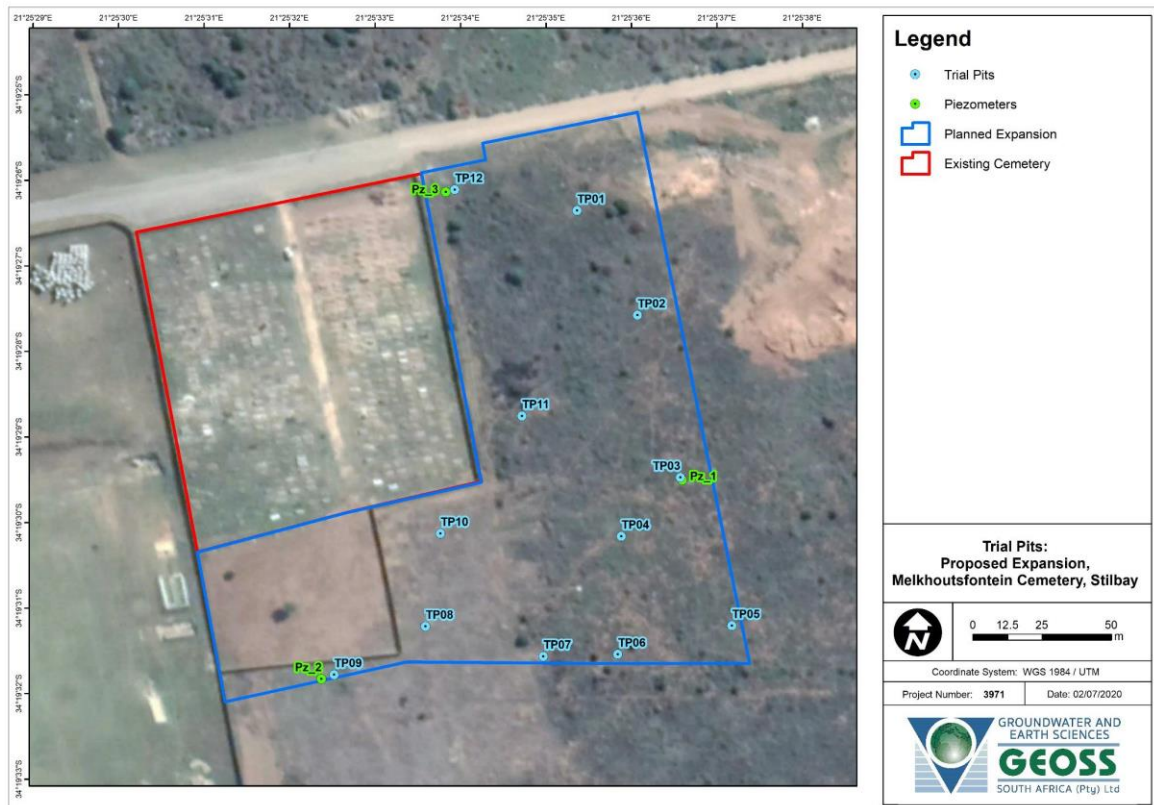 21°25'29"E 21°25'30"E 21°25'31"E 21°25'32"E 21°25'33"E 21°25'34"E 21°25'35"E 21°25'36"E 21°25'37"E 21°25'38"E
34°19'25"S
34°19'26"S
34°19'27"S
34°19'28"S
34°19'29"S
34°19'30"S
34°19'31"S
34°19'32"S
34°19'33"S
Pz_3 TP12
TP01
TP02
TP11
TP03 Pz_1
TP10 TP04
TP08 TP05
TP07 TP06
Pz_2 TP09
Legend
Trial Pits
Piezometers
Planned Expansion
Existing Cemetery
Trial Pits:
Proposed Expansion,
Melkhoutsfontein Cemetery, Stilbay
N
0 12.5 25 50
m
Coordinate System: WGS 1984 / UTM
Project Number: 3971 Date: 02/07/2020
GROUNDWATER AND
EARTH SCIENCES
GEOSS
SOUTH AFRICA (Pty) Ltd